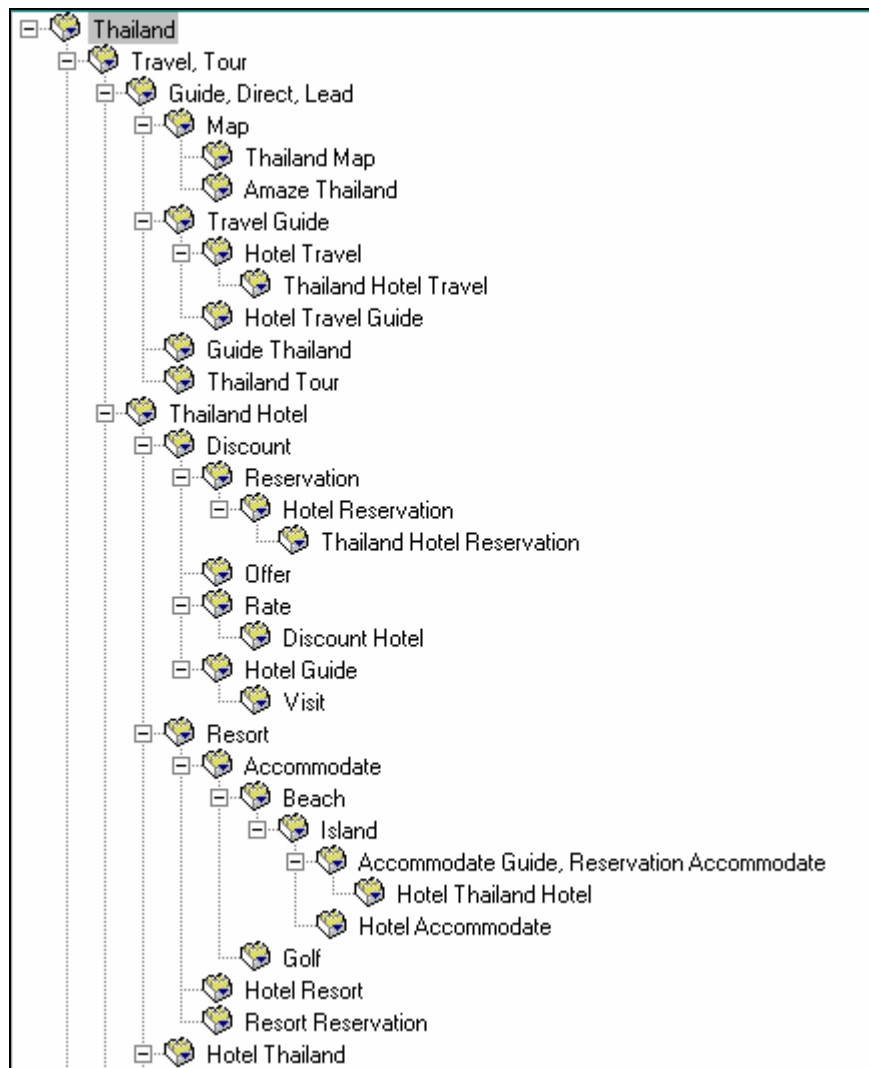 Thailand
Travel, Tour
Guide, Direct, Lead
Map
Thailand Map
Amaze Thailand
Travel Guide
Hotel Travel
Thailand Hotel Travel
Hotel Travel Guide
Guide Thailand
Thailand Tour
Thailand Hotel
Discount
Reservation
Hotel Reservation
Thailand Hotel Reservation
Offer
Rate
Discount Hotel
Hotel Guide
Visit
Resort
Accommodate
Beach
Island
Accommodate Guide, Reservation Accommodate
Hotel Thailand Hotel
Hotel Accommodate
Golf
Hotel Resort
Resort Reservation
Hotel Thailand